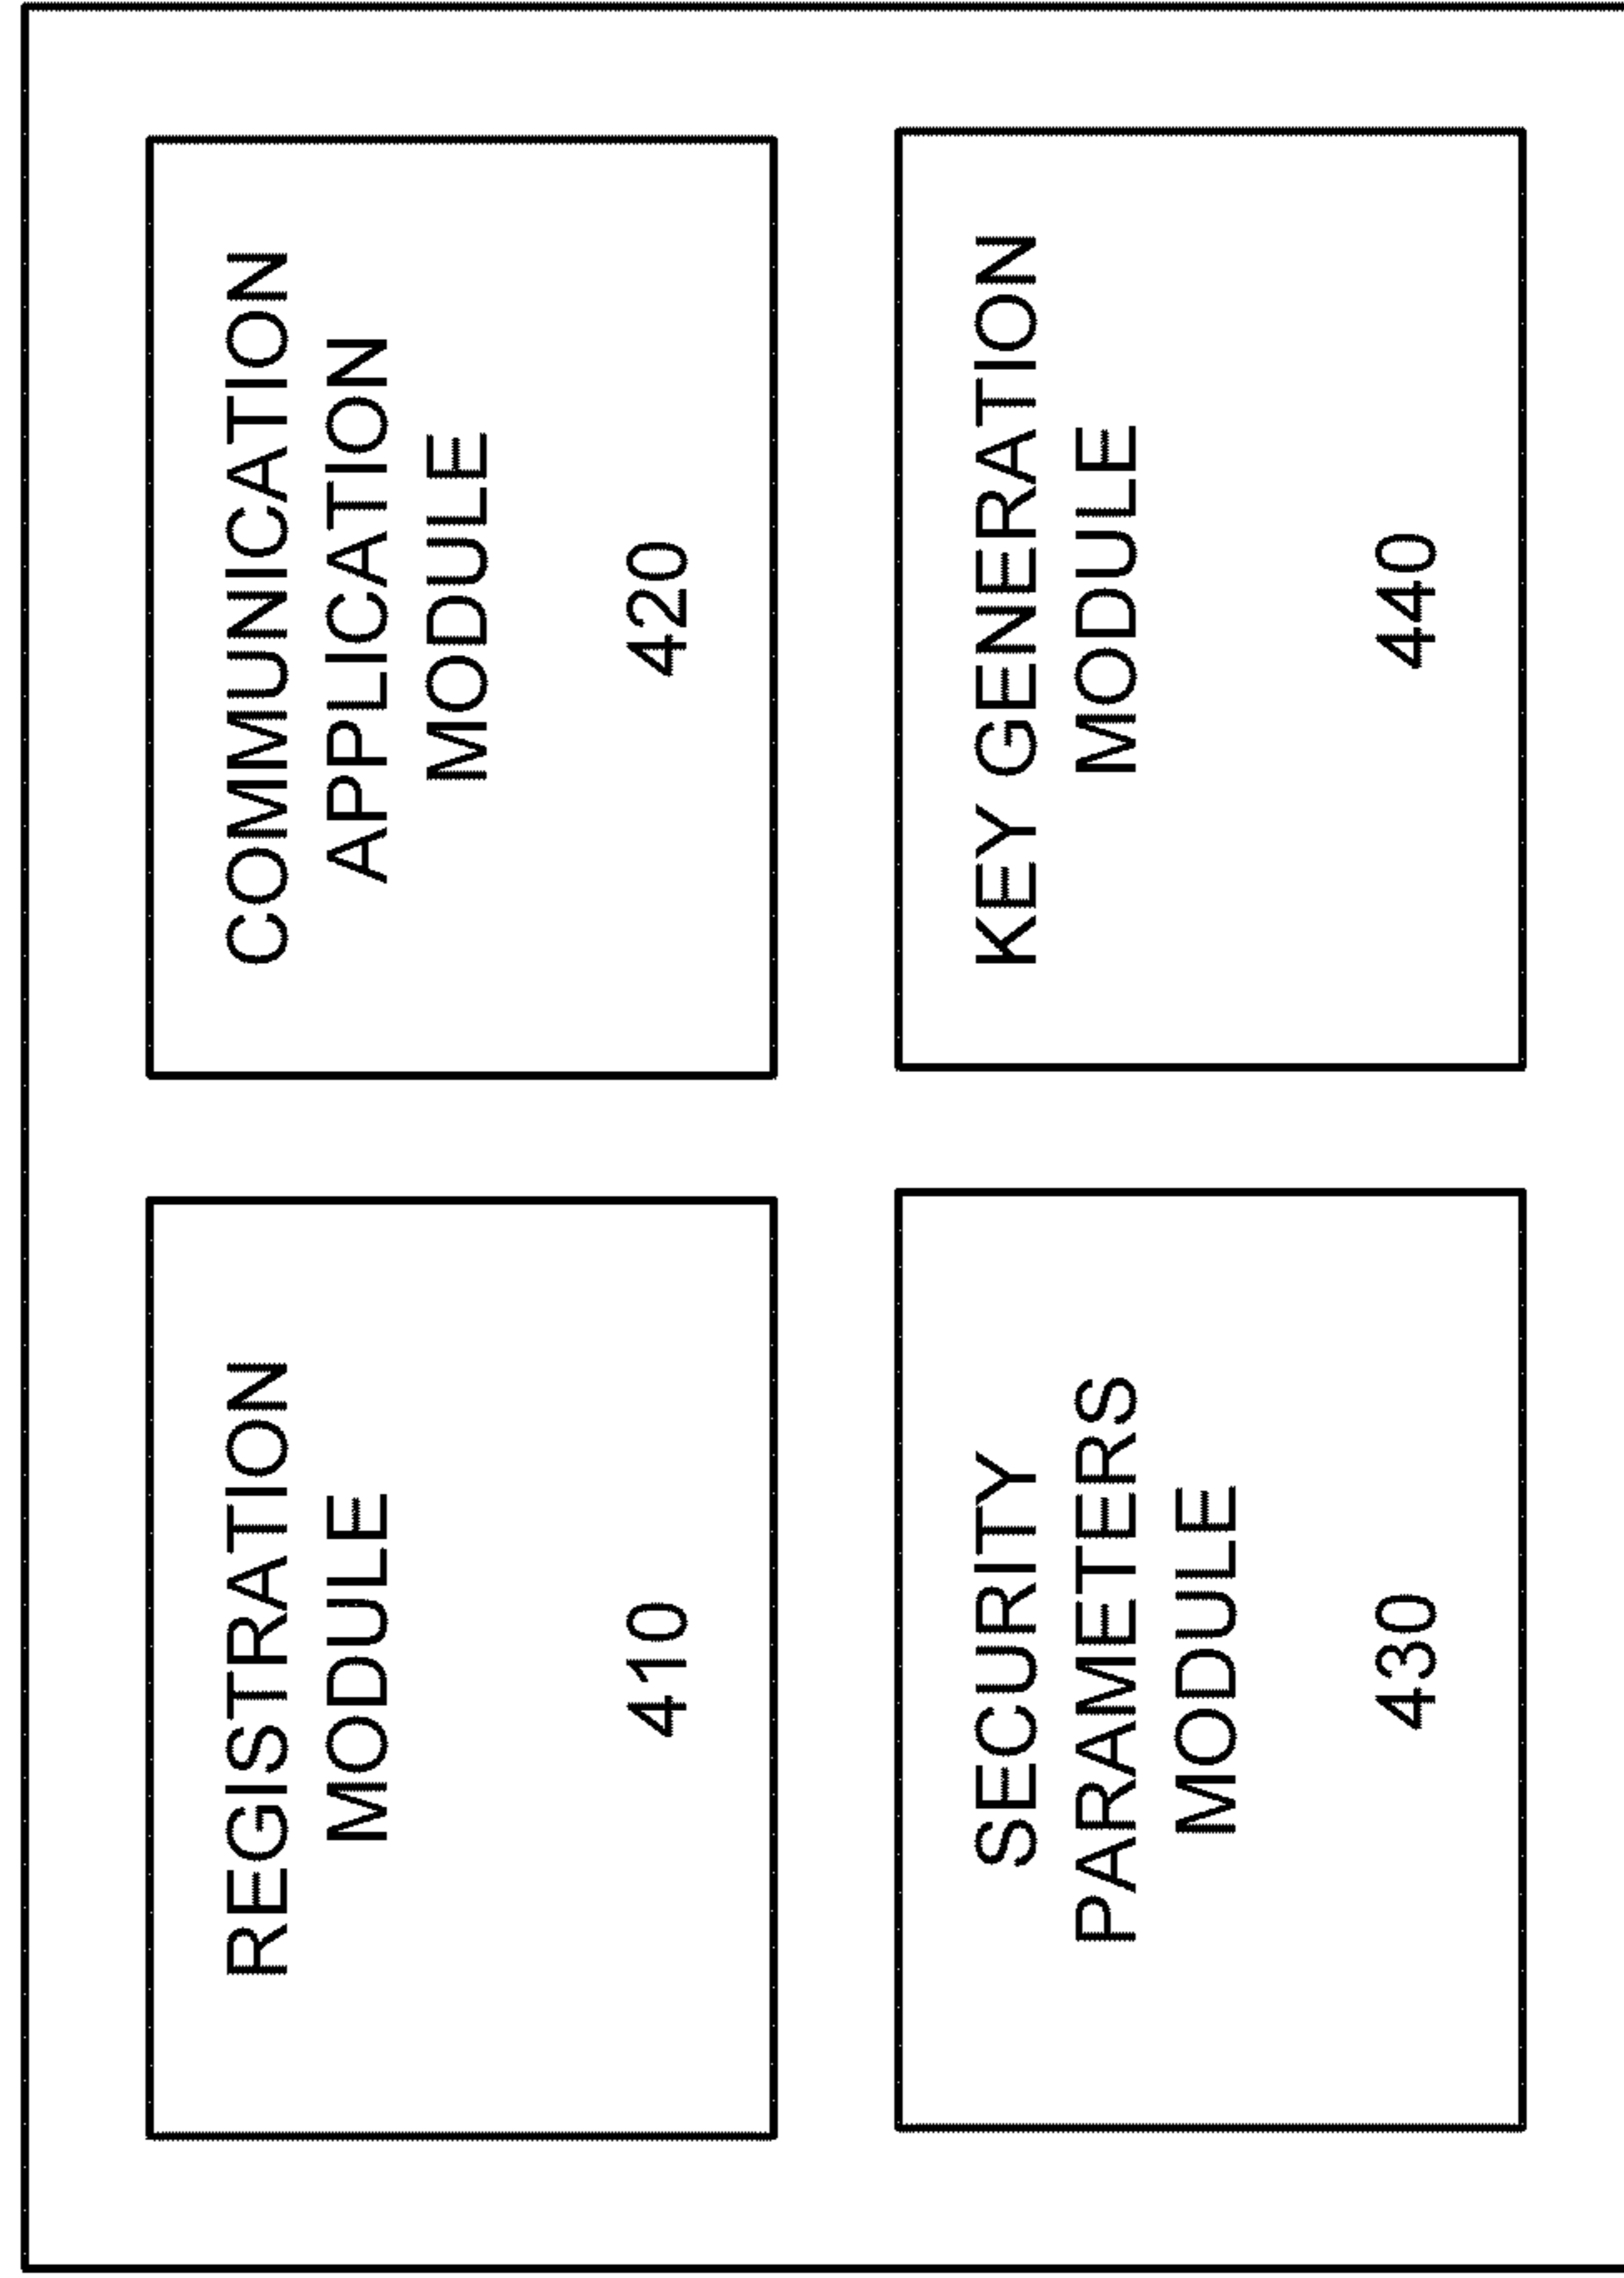 REGISTRATION
MODULE
410
COMMUNICATION
APPLICATION
MODULE
420
SECURITY
PARAMETERS
MODULE
430
KEY GENERATION
MODULE
440